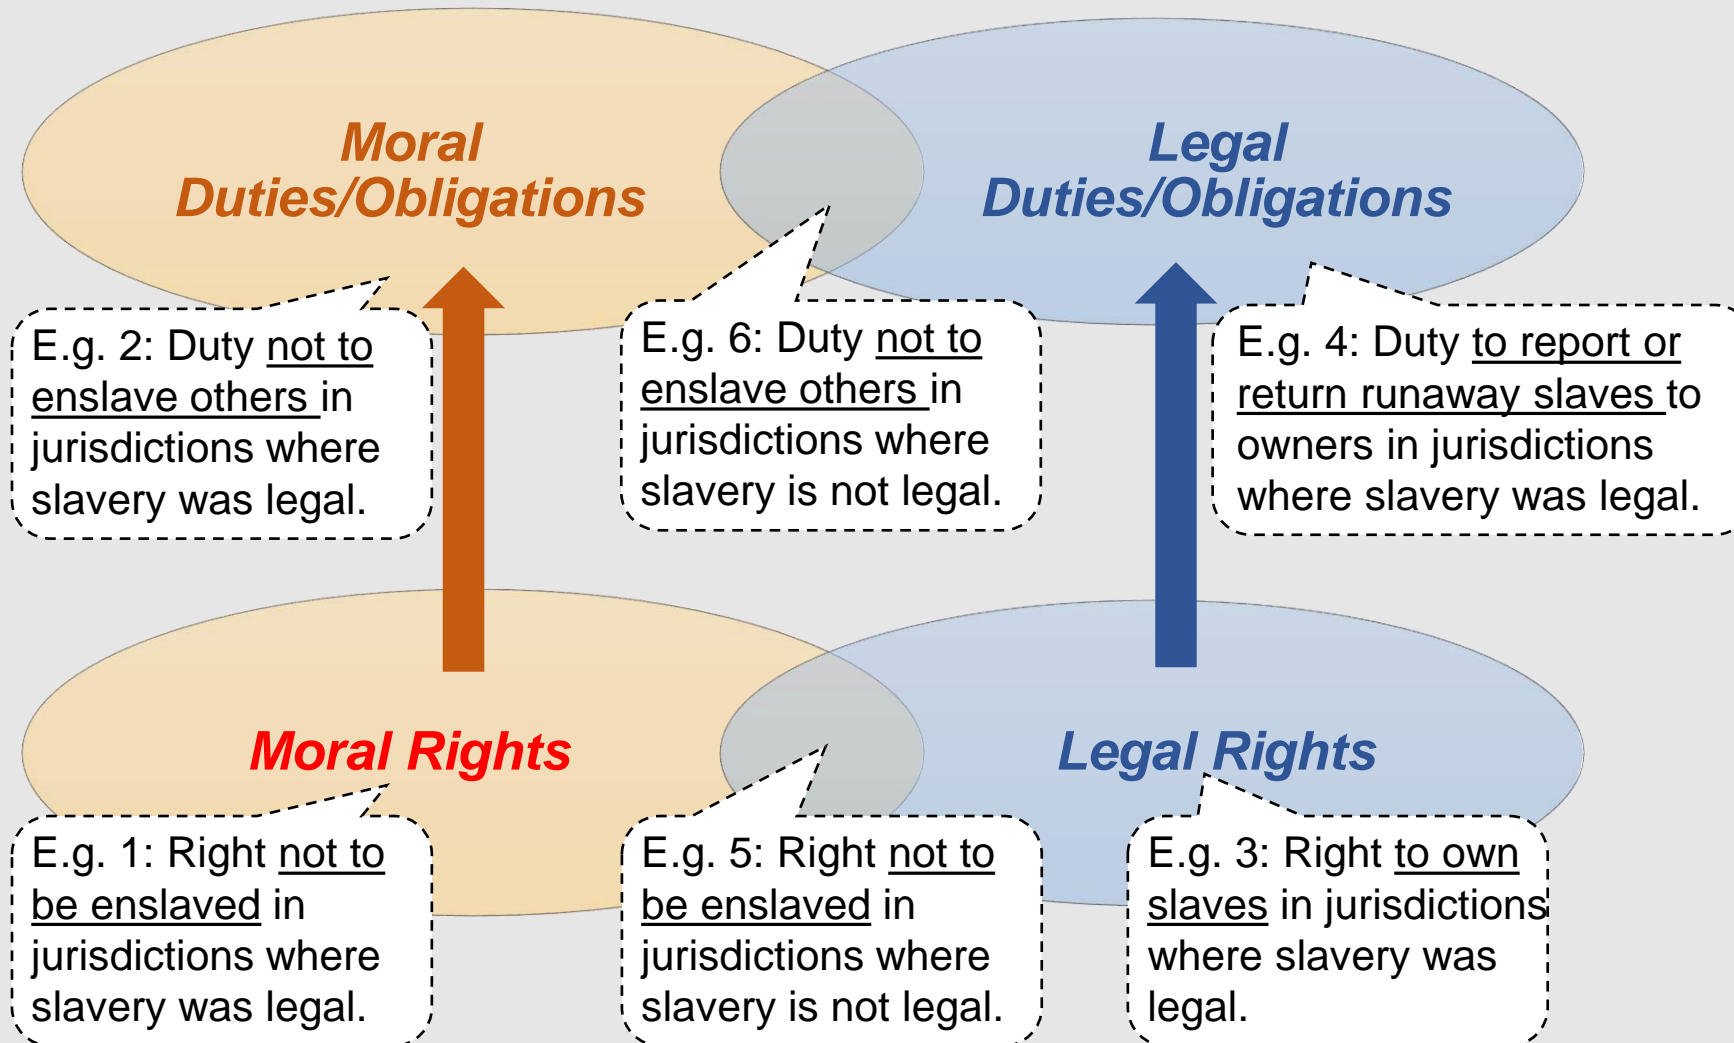 Moral
Duties/Obligations
Legal
Duties/Obligations
E.g. 2: Duty not to
enslave others in
jurisdictions where
slavery was legal.
E.g. 6: Duty not to
enslave others in
jurisdictions where
slavery is not legal.
E.g. 4: Duty to report or
return runaway slaves to
owners in jurisdictions
where slavery was legal.
Moral Rights
Legal Rights
E.g. 1: Right not to
be enslaved in
jurisdictions where
slavery was legal.
E.g. 5: Right not to
be enslaved in
jurisdictions where
slavery is not legal.
E.g. 3: Right to own
slaves in jurisdictions
where slavery was
legal.